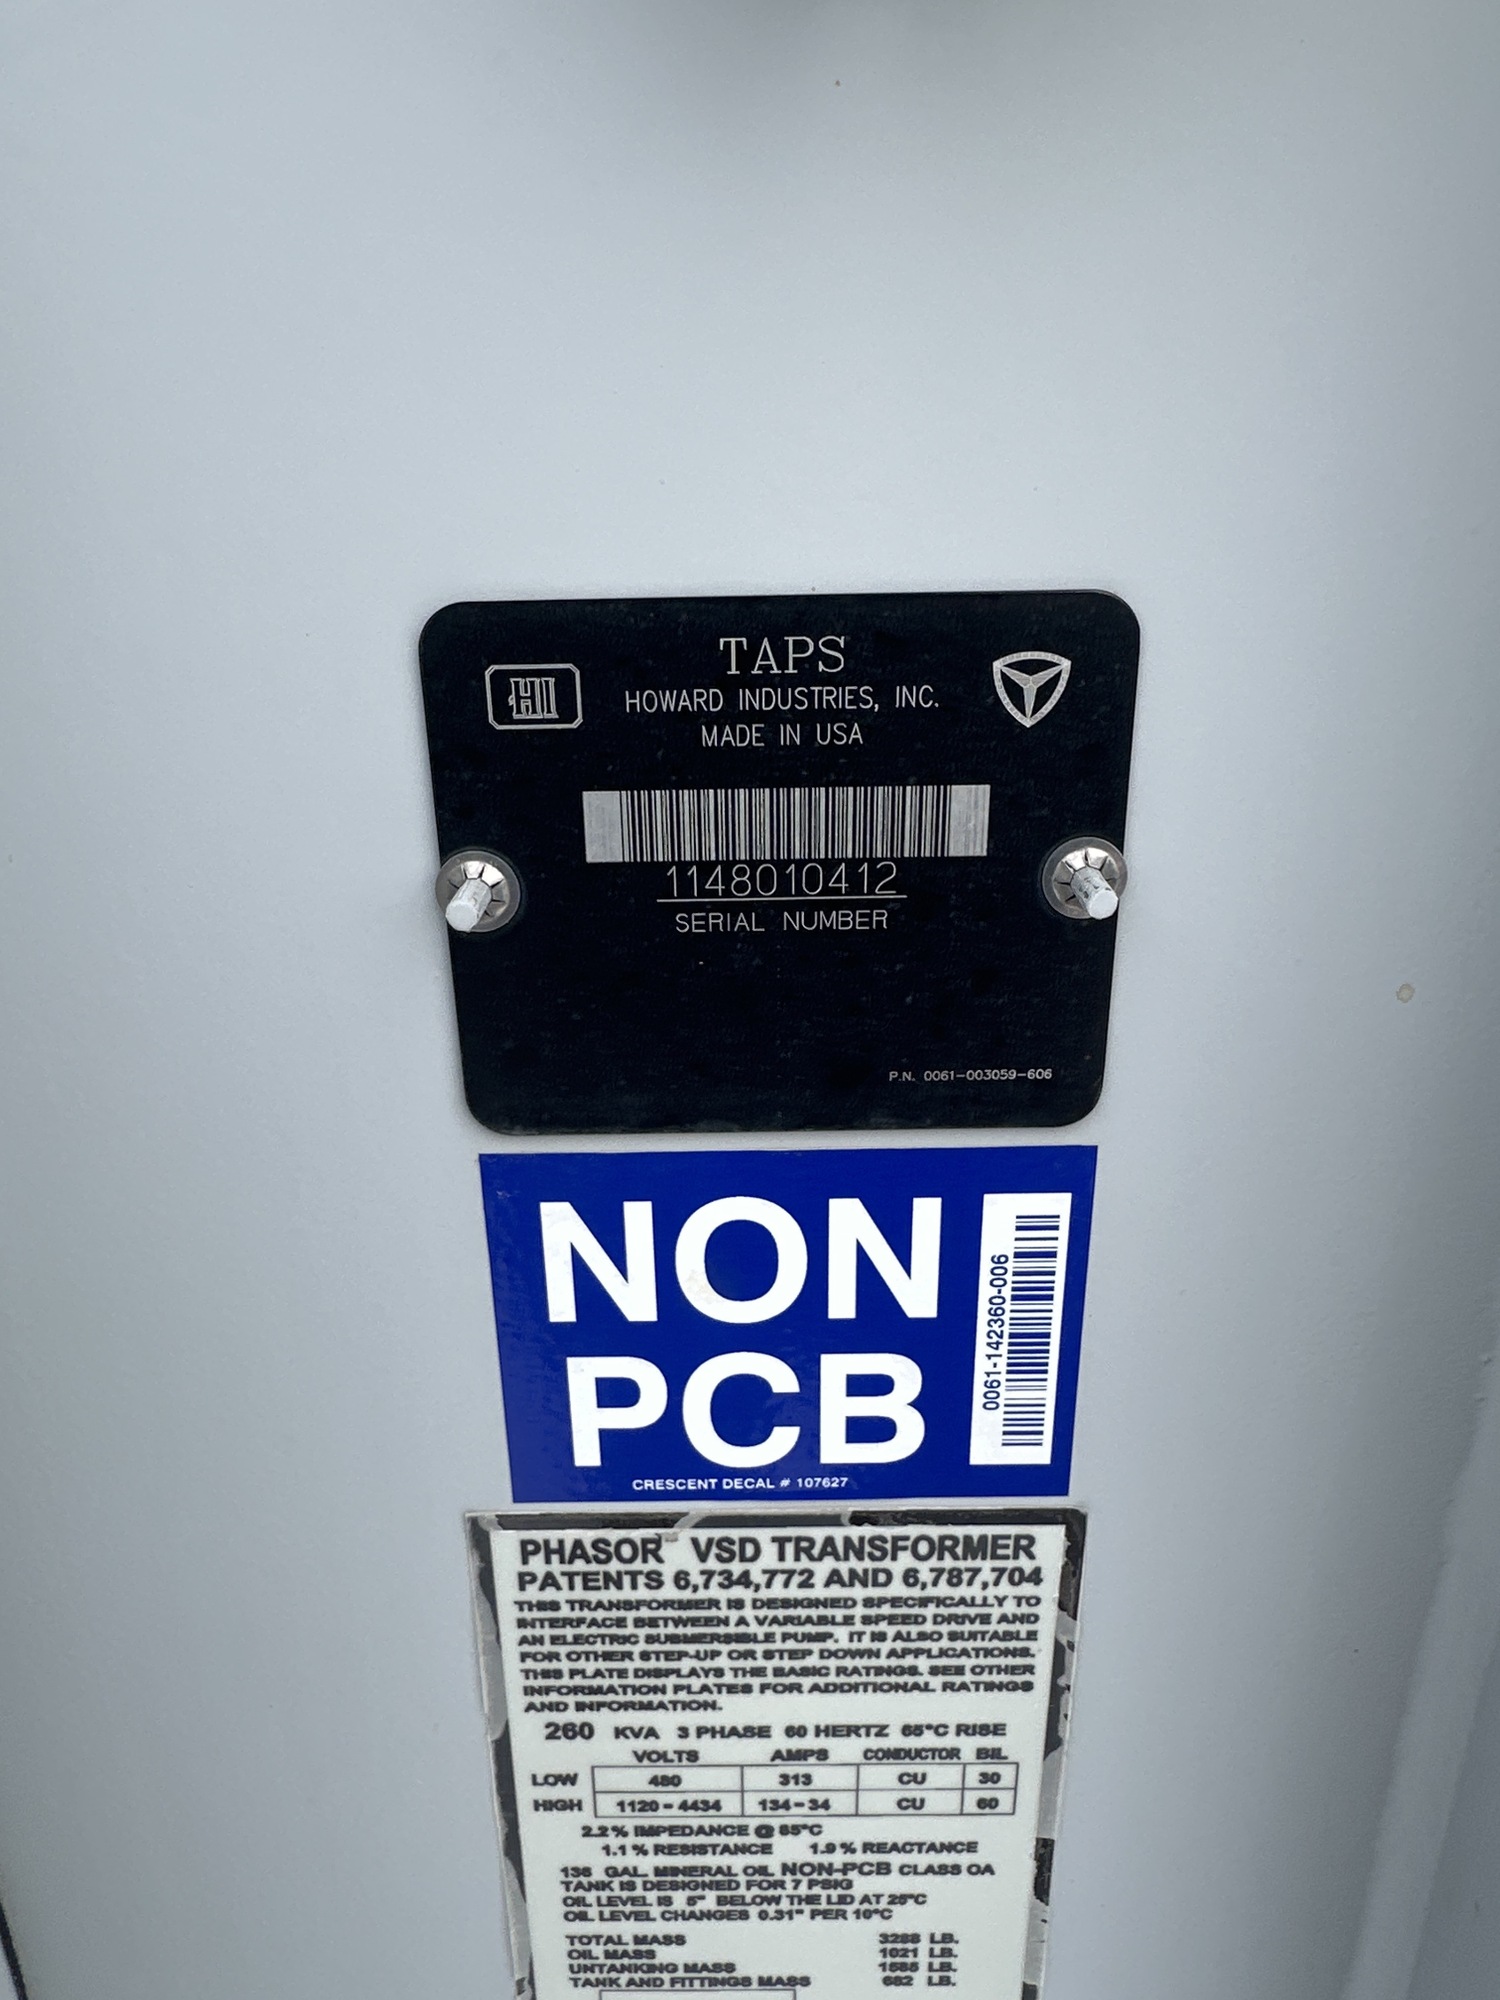 TAPS
HI
HOWARD INDUSTRIES, INC.
MADE IN USA
1148010412
SERIAL NUMBER
P.N. 0061-003059-606
NON
PCB
0061-142360-006
CRESCENT DECAL # 107627
PHASOR™ VSD TRANSFORMER
PATENTS 6,734,772 AND 6,787,704
THIS TRANSFORMER IS DESIGNED SPECIFICALLY TO
INTERFACE BETWEEN A VARIABLE SPEED DRIVE AND
AN ELECTRIC SUBMERSIBLE PUMP. IT IS ALSO SUITABLE
FOR OTHER STEP-UP OR STEP DOWN APPLICATIONS.
THIS PLATE DISPLAYS THE BASIC RATINGS. SEE OTHER
INFORMATION PLATES FOR ADDITIONAL RATINGS
AND INFORMATION.
260 KVA 3 PHASE 60 HERTZ 65°C RISE
VOLTS AMPS CONDUCTOR BIL
LOW 480 313 CU 30
HIGH 1120-4434 134-34 CU 60
2.2% IMPEDANCE @ 85°C
1.1% RESISTANCE 1.9% REACTANCE
136 GAL. MINERAL OIL NON-PCB CLASS OA
TANK IS DESIGNED FOR 7 PSIG
OIL LEVEL IS 5" BELOW THE LID AT 25°C
OIL LEVEL CHANGES 0.31" PER 10°C
TOTAL MASS 3288 LB.
OIL MASS 1021 LB.
UNTANKING MASS 1585 LB.
TANK AND FITTINGS MASS 682 LB.